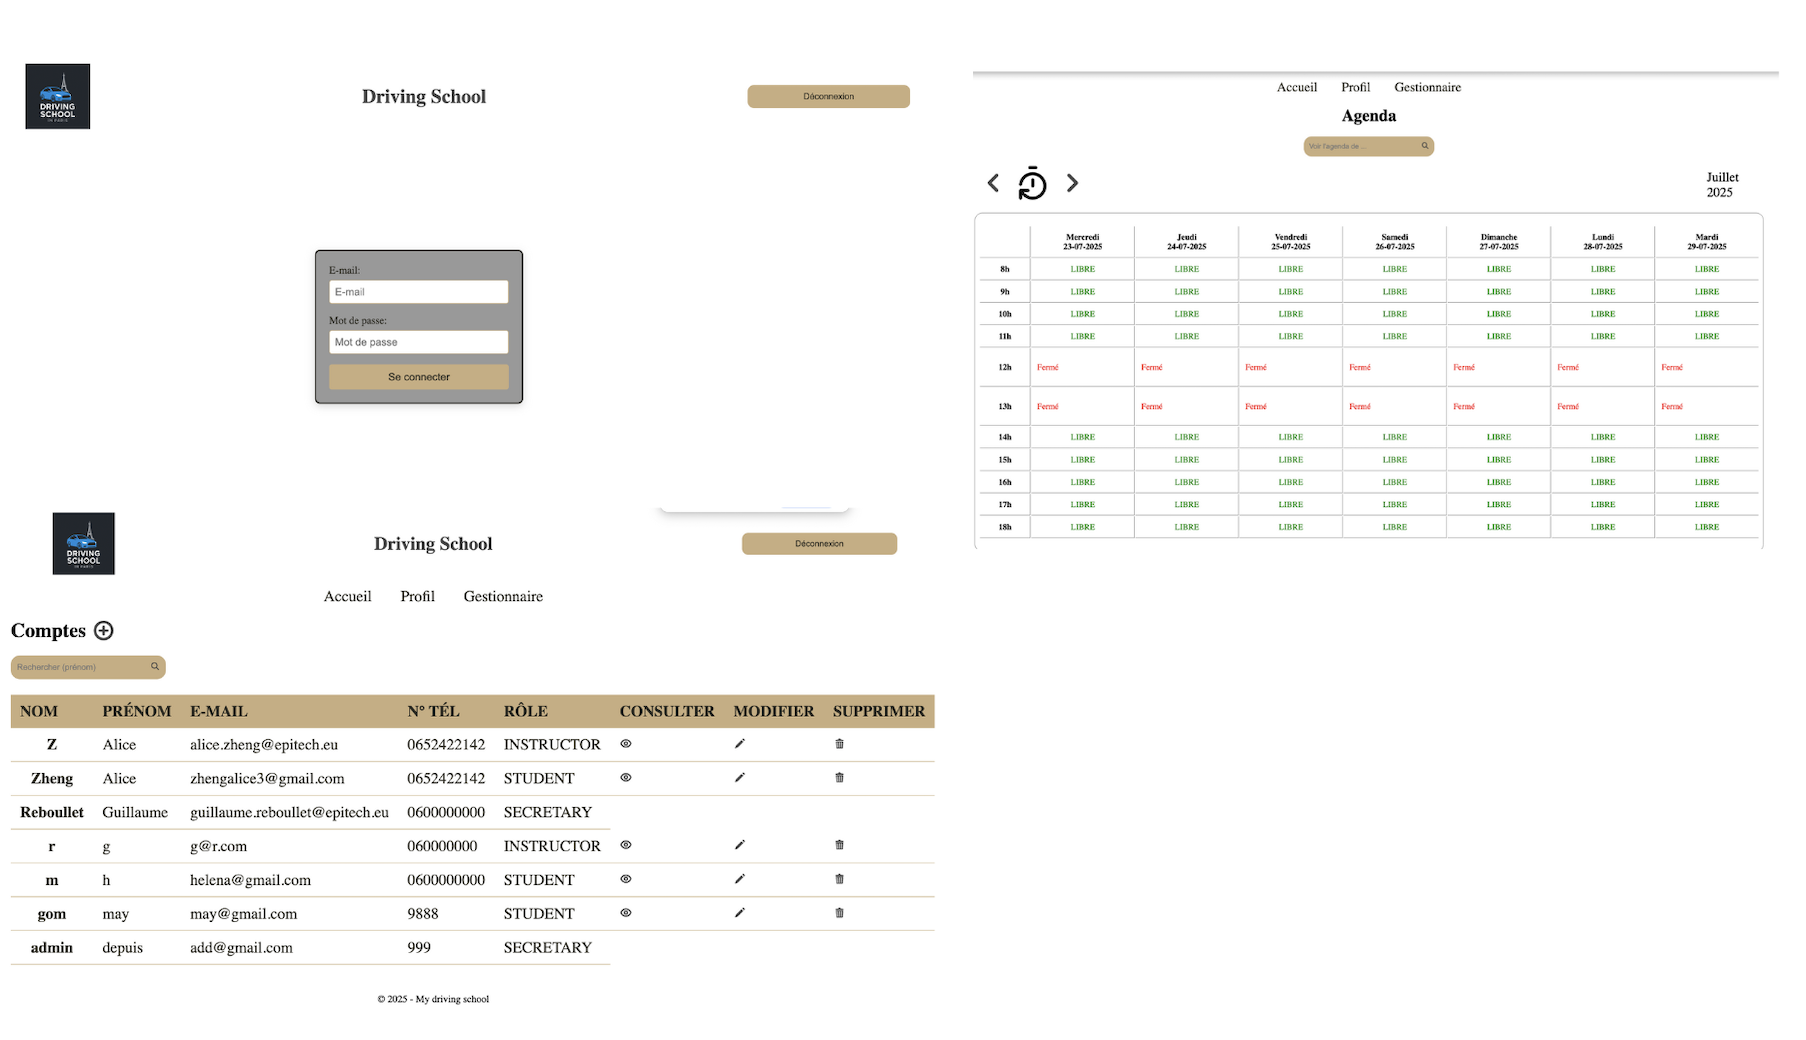 DRIVING
SCHOOL
IN PARIS
Driving School
Déconnexion
E-mail:
E-mail
Mot de passe:
Mot de passe
Se connecter
Accueil Profil Gestionnaire
Agenda
Voir l'agenda de ...
Juillet
2025
Mercredi Jeudi Vendredi Samedi Dimanche Lundi Mardi
23-07-2025 24-07-2025 25-07-2025 26-07-2025 27-07-2025 28-07-2025 29-07-2025
8h LIBRE LIBRE LIBRE LIBRE LIBRE LIBRE LIBRE
9h LIBRE LIBRE LIBRE LIBRE LIBRE LIBRE LIBRE
10h LIBRE LIBRE LIBRE LIBRE LIBRE LIBRE LIBRE
11h LIBRE LIBRE LIBRE LIBRE LIBRE LIBRE LIBRE
12h Fermé Fermé Fermé Fermé Fermé Fermé Fermé
13h Fermé Fermé Fermé Fermé Fermé Fermé Fermé
14h LIBRE LIBRE LIBRE LIBRE LIBRE LIBRE LIBRE
15h LIBRE LIBRE LIBRE LIBRE LIBRE LIBRE LIBRE
16h LIBRE LIBRE LIBRE LIBRE LIBRE LIBRE LIBRE
17h LIBRE LIBRE LIBRE LIBRE LIBRE LIBRE LIBRE
18h LIBRE LIBRE LIBRE LIBRE LIBRE LIBRE LIBRE
DRIVING
SCHOOL
IN PARIS
Driving School
Déconnexion
Accueil Profil Gestionnaire
Comptes
Rechercher (prénom)
NOM PRÉNOM E-MAIL N° TÉL RÔLE CONSULTER MODIFIER SUPPRIMER
Z Alice alice.zheng@epitech.eu 0652422142 INSTRUCTOR
Zheng Alice zhengalice3@gmail.com 0652422142 STUDENT
Reboullet Guillaume guillaume.reboullet@epitech.eu 0600000000 SECRETARY
r g g@r.com 060000000 INSTRUCTOR
m h helena@gmail.com 0600000000 STUDENT
gom may may@gmail.com 9888 STUDENT
admin depuis add@gmail.com 999 SECRETARY
© 2025 - My driving school